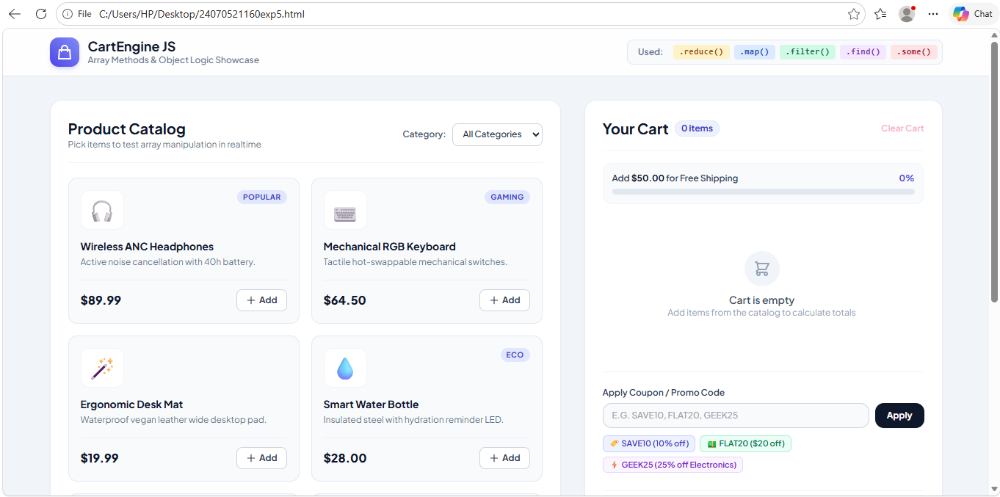 File C:/Users/HP/Desktop/24070521160exp5.html
Chat
CartEngine JS
Array Methods & Object Logic Showcase
Used: .reduce() .map() .filter() .find() .some()
Product Catalog
Pick items to test array manipulation in realtime
Category: All Categories
POPULAR
Wireless ANC Headphones
Active noise cancellation with 40h battery.
$89.99
+ Add
GAMING
Mechanical RGB Keyboard
Tactile hot-swappable mechanical switches.
$64.50
+ Add
Ergonomic Desk Mat
Waterproof vegan leather wide desktop pad.
$19.99
+ Add
ECO
Smart Water Bottle
Insulated steel with hydration reminder LED.
$28.00
+ Add
Your Cart 0 Items
Clear Cart
Add $50.00 for Free Shipping 0%
Cart is empty
Add items from the catalog to calculate totals
Apply Coupon / Promo Code
E.G. SAVE10, FLAT20, GEEK25
Apply
SAVE10 (10% off) FLAT20 ($20 off)
GEEK25 (25% off Electronics)